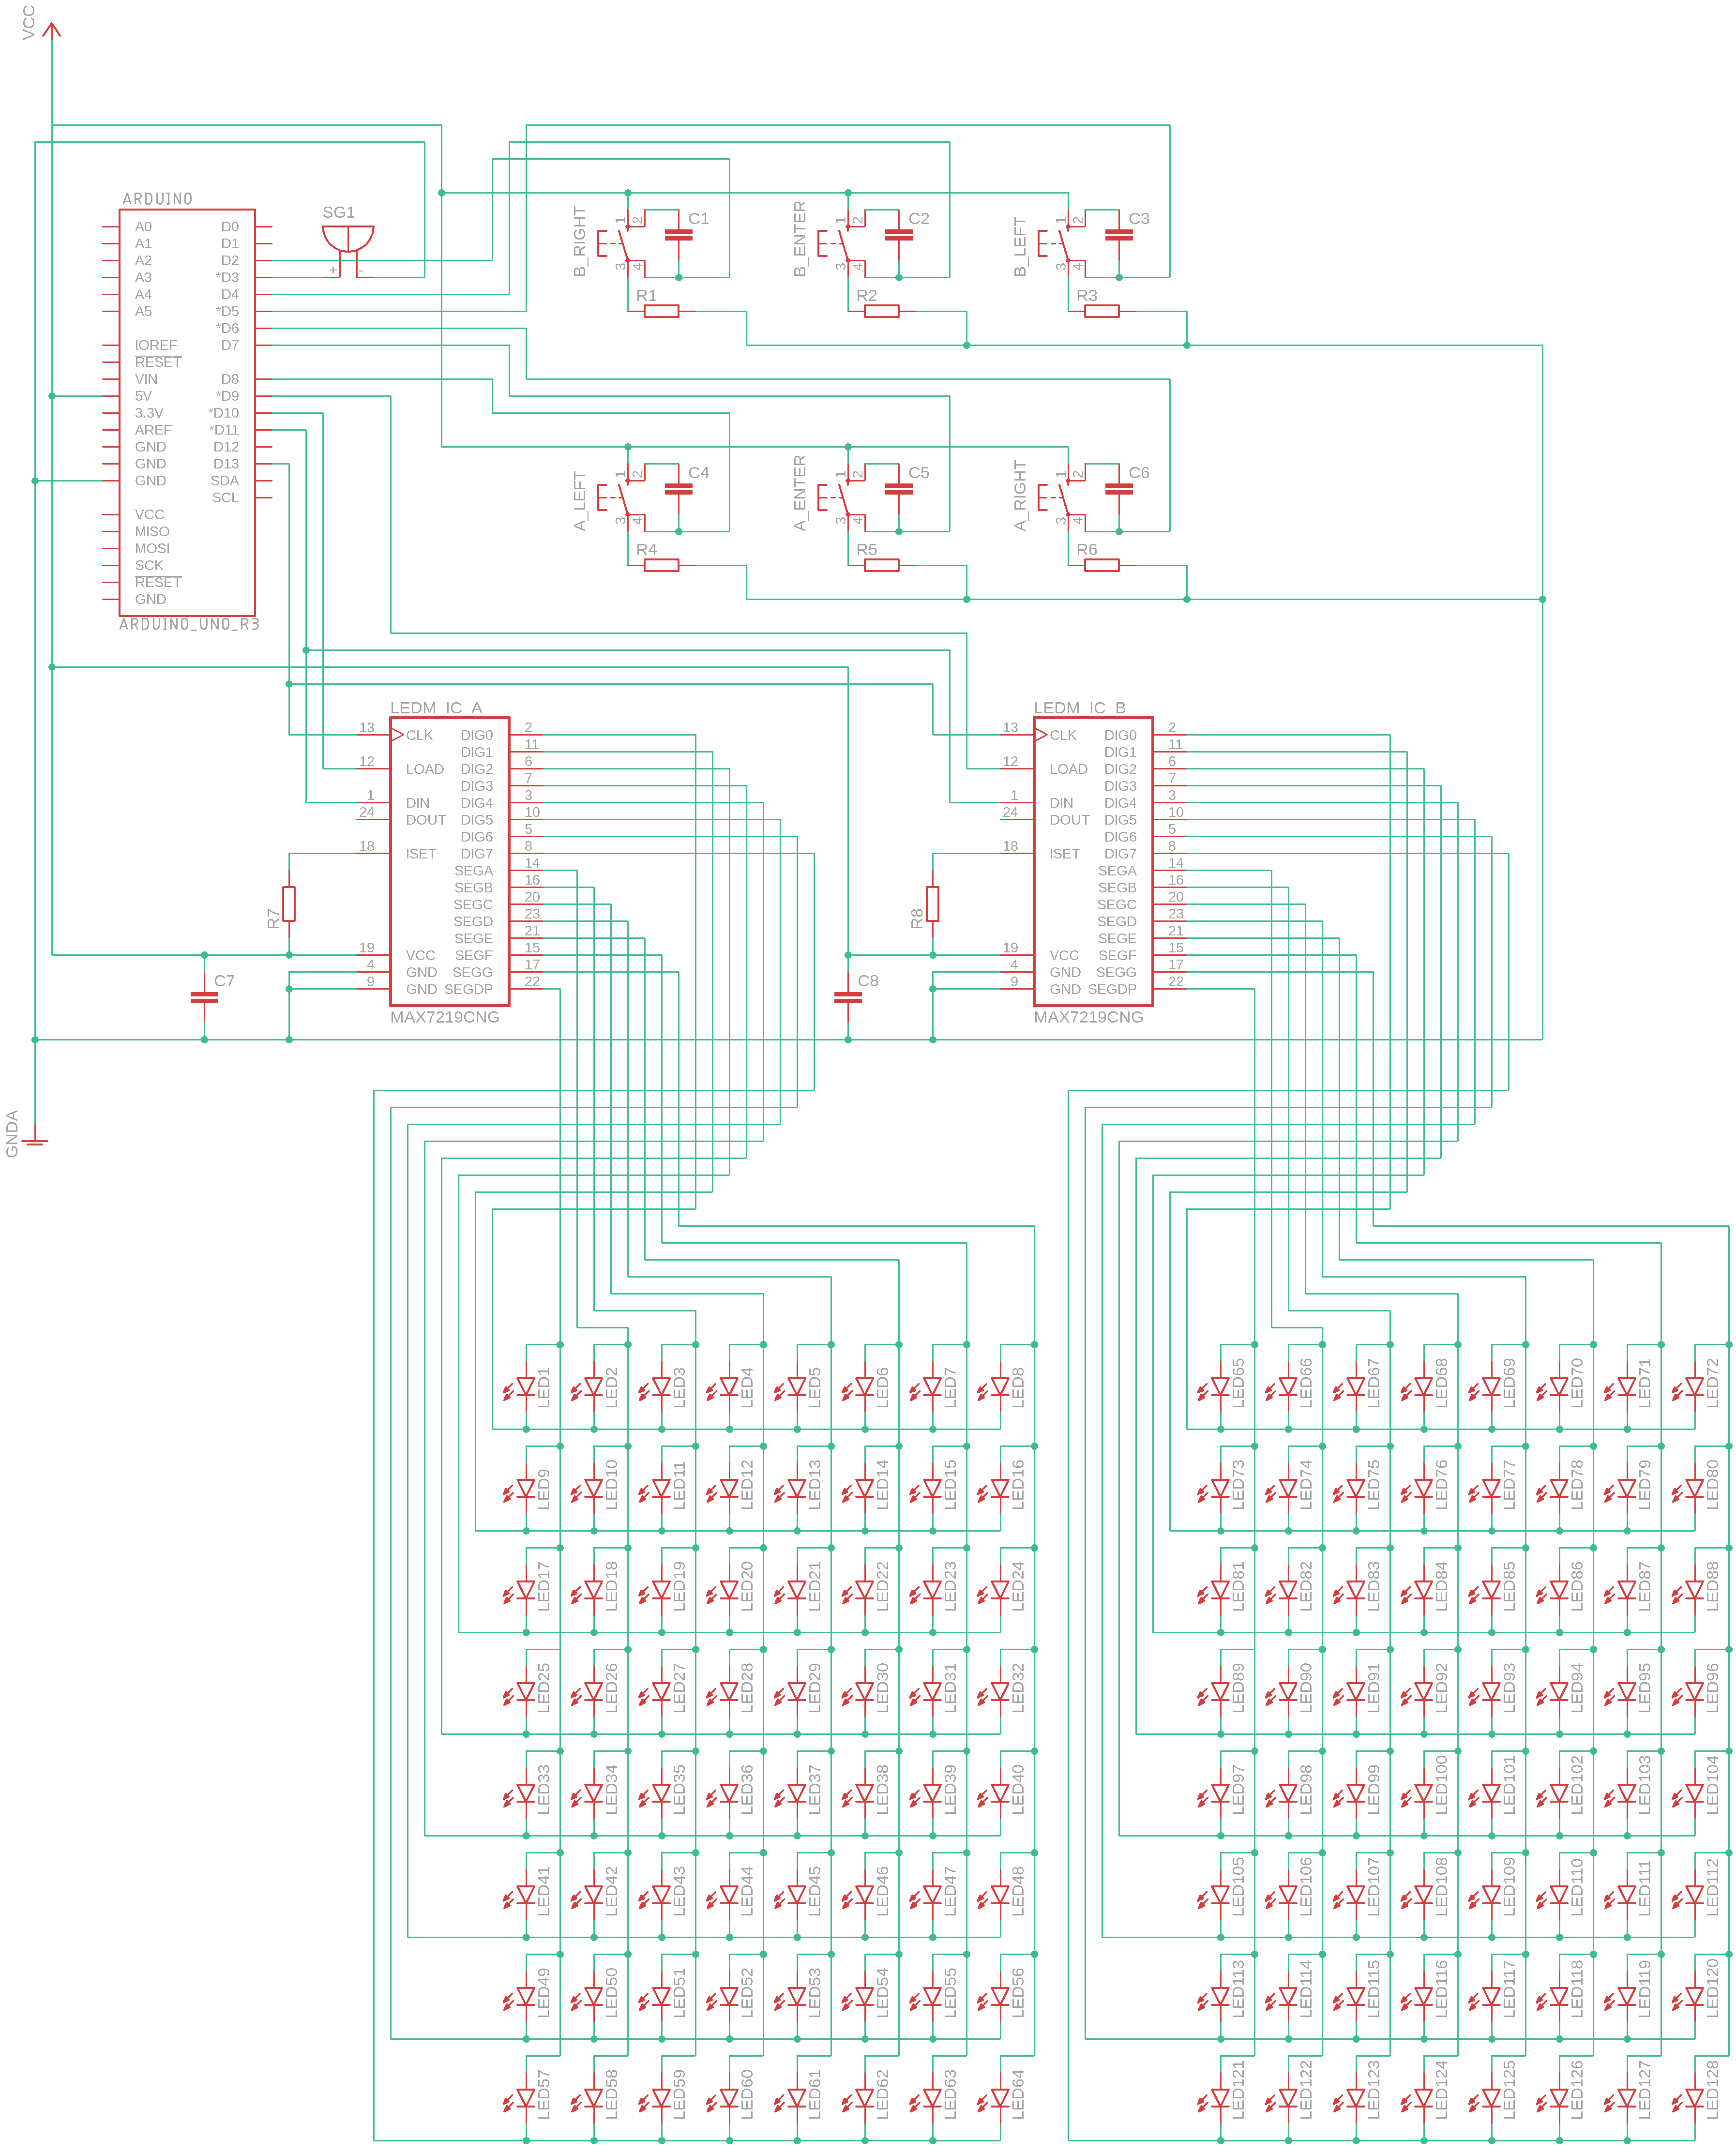 VCC
ARDUINO
A0 D0
A1 D1
A2 D2
A3 *D3
A4 D4
A5 *D5
*D6
IOREF D7
RESET
VIN D8
5V *D9
3.3V *D10
AREF *D11
GND D12
GND D13
GND SDA
SCL
VCC
MISO
MOSI
SCK
RESET
GND
ARDUINO_UNO_R3
SG1
+ -
B_RIGHT 1 2 3 4 C1
R1
B_ENTER 1 2 3 4 C2
R2
B_LEFT 1 2 3 4 C3
R3
A_LEFT 1 2 3 4 C4
R4
A_ENTER 1 2 3 4 C5
R5
A_RIGHT 1 2 3 4 C6
R6
LEDM_IC_A
13 CLK DIG0 2
DIG1 11
12 LOAD DIG2 6
DIG3 7
1 DIN DIG4 3
24 DOUT DIG5 10
DIG6 5
18 ISET DIG7 8
SEGA 14
SEGB 16
SEGC 20
SEGD 23
SEGE 21
19 VCC SEGF 15
4 GND SEGG 17
9 GND SEGDP 22
MAX7219CNG
R7
C7
LEDM_IC_B
13 CLK DIG0 2
DIG1 11
12 LOAD DIG2 6
DIG3 7
1 DIN DIG4 3
24 DOUT DIG5 10
DIG6 5
18 ISET DIG7 8
SEGA 14
SEGB 16
SEGC 20
SEGD 23
SEGE 21
19 VCC SEGF 15
4 GND SEGG 17
9 GND SEGDP 22
MAX7219CNG
R8
C8
GNDA
LED1 LED2 LED3 LED4 LED5 LED6 LED7 LED8
LED9 LED10 LED11 LED12 LED13 LED14 LED15 LED16
LED17 LED18 LED19 LED20 LED21 LED22 LED23 LED24
LED25 LED26 LED27 LED28 LED29 LED30 LED31 LED32
LED33 LED34 LED35 LED36 LED37 LED38 LED39 LED40
LED41 LED42 LED43 LED44 LED45 LED46 LED47 LED48
LED49 LED50 LED51 LED52 LED53 LED54 LED55 LED56
LED57 LED58 LED59 LED60 LED61 LED62 LED63 LED64
LED65 LED66 LED67 LED68 LED69 LED70 LED71 LED72
LED73 LED74 LED75 LED76 LED77 LED78 LED79 LED80
LED81 LED82 LED83 LED84 LED85 LED86 LED87 LED88
LED89 LED90 LED91 LED92 LED93 LED94 LED95 LED96
LED97 LED98 LED99 LED100 LED101 LED102 LED103 LED104
LED105 LED106 LED107 LED108 LED109 LED110 LED111 LED112
LED113 LED114 LED115 LED116 LED117 LED118 LED119 LED120
LED121 LED122 LED123 LED124 LED125 LED126 LED127 LED128